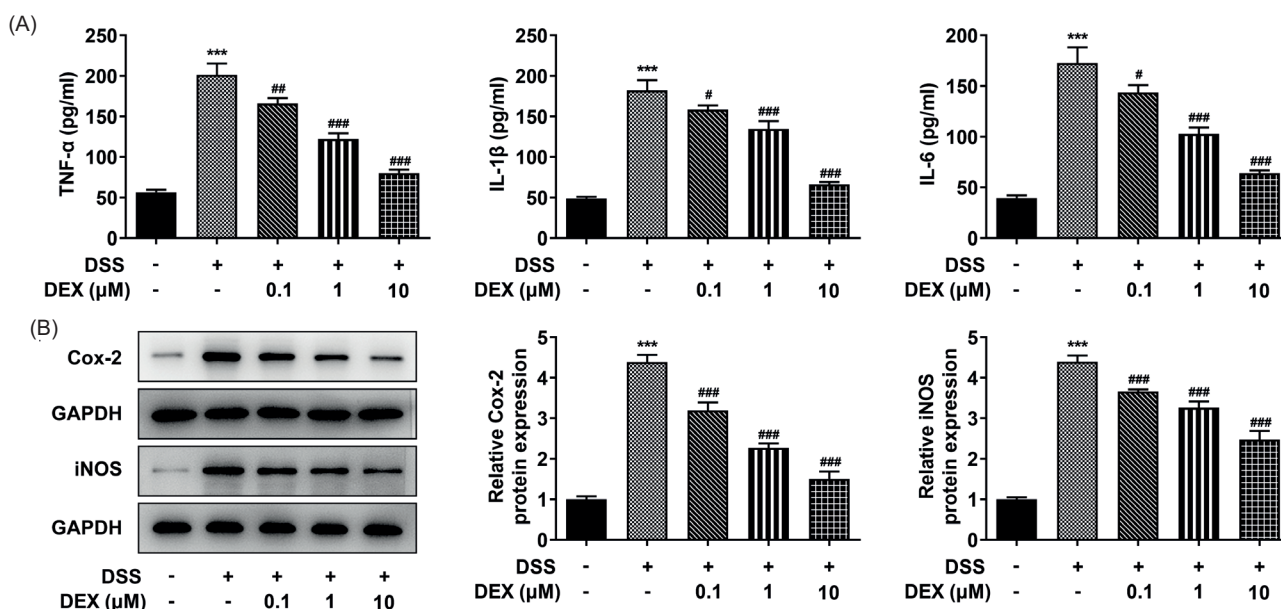 (A)
TNF-α (pg/ml)
250
200
150
100
50
0
***
##
###
###
DSS - + + + +
DEX (μM) - - 0.1 1 10
IL-1β (pg/ml)
250
200
150
100
50
0
***
#
###
###
- + + + +
- - 0.1 1 10
IL-6 (pg/ml)
200
150
100
50
0
***
#
###
###
DSS - + + + +
DEX (μM) - - 0.1 1 10
(B)
Cox-2
GAPDH
iNOS
GAPDH
DSS - + + + +
DEX (μM) - - 0.1 1 10
Relative Cox-2
protein expression
5
4
3
2
1
0
***
###
###
###
DSS - + + + +
DEX (μM) - - 0.1 1 10
Relative iNOS
protein expression
5
4
3
2
1
0
***
###
###
###
DSS - + + + +
DEX (μM) - - 0.1 1 10